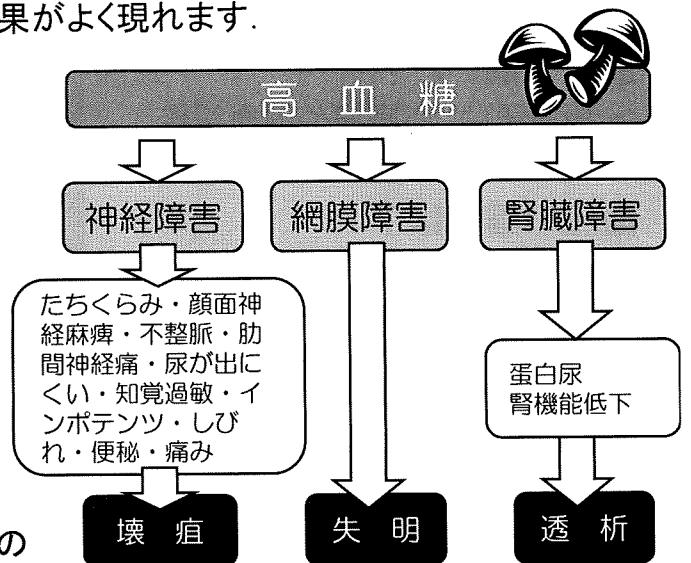 果がよく現れます.
高血糖
神経障害
網膜障害
腎臓障害
たちくらみ・顔面神
経麻痺・不整脈・肋
間神経痛・尿が出に
くい・知覚過敏・イ
ンポテンツ・しび
れ・便秘・痛み
蛋白尿
腎機能低下
壊疽
失明
透析
の